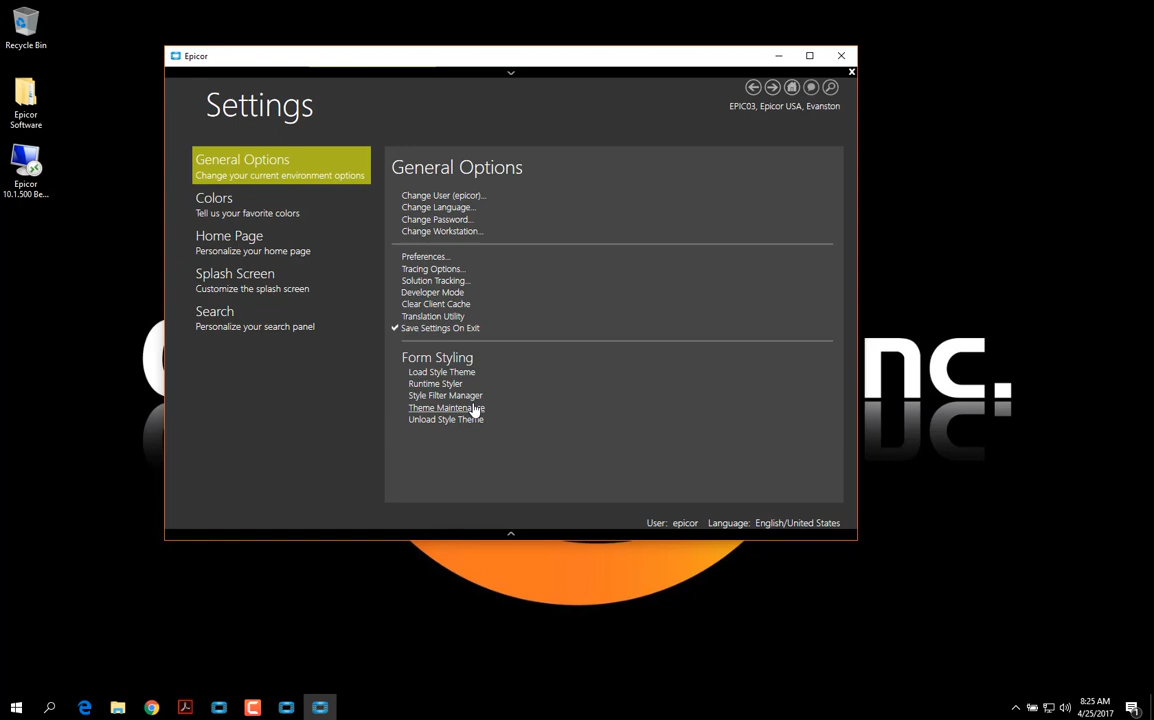 Recycle Bin
Epicor
Software
Epicor
10.1.500 Be...
Epicor
x
Settings
EPIC03, Epicor USA, Evanston
General Options
Change your current environment options
Colors
Tell us your favorite colors
Home Page
Personalize your home page
Splash Screen
Customize the splash screen
Search
Personalize your search panel
General Options
Change User (epicor)...
Change Language...
Change Password...
Change Workstation...
Preferences...
Tracing Options...
Solution Tracking...
Developer Mode
Clear Client Cache
Translation Utility
Save Settings On Exit
Form Styling
Load Style Theme
Runtime Styler
Style Filter Manager
Theme Maintenance
Unload Style Theme
User: epicor Language: English/United States
nc.
8:25 AM
4/25/2017
1